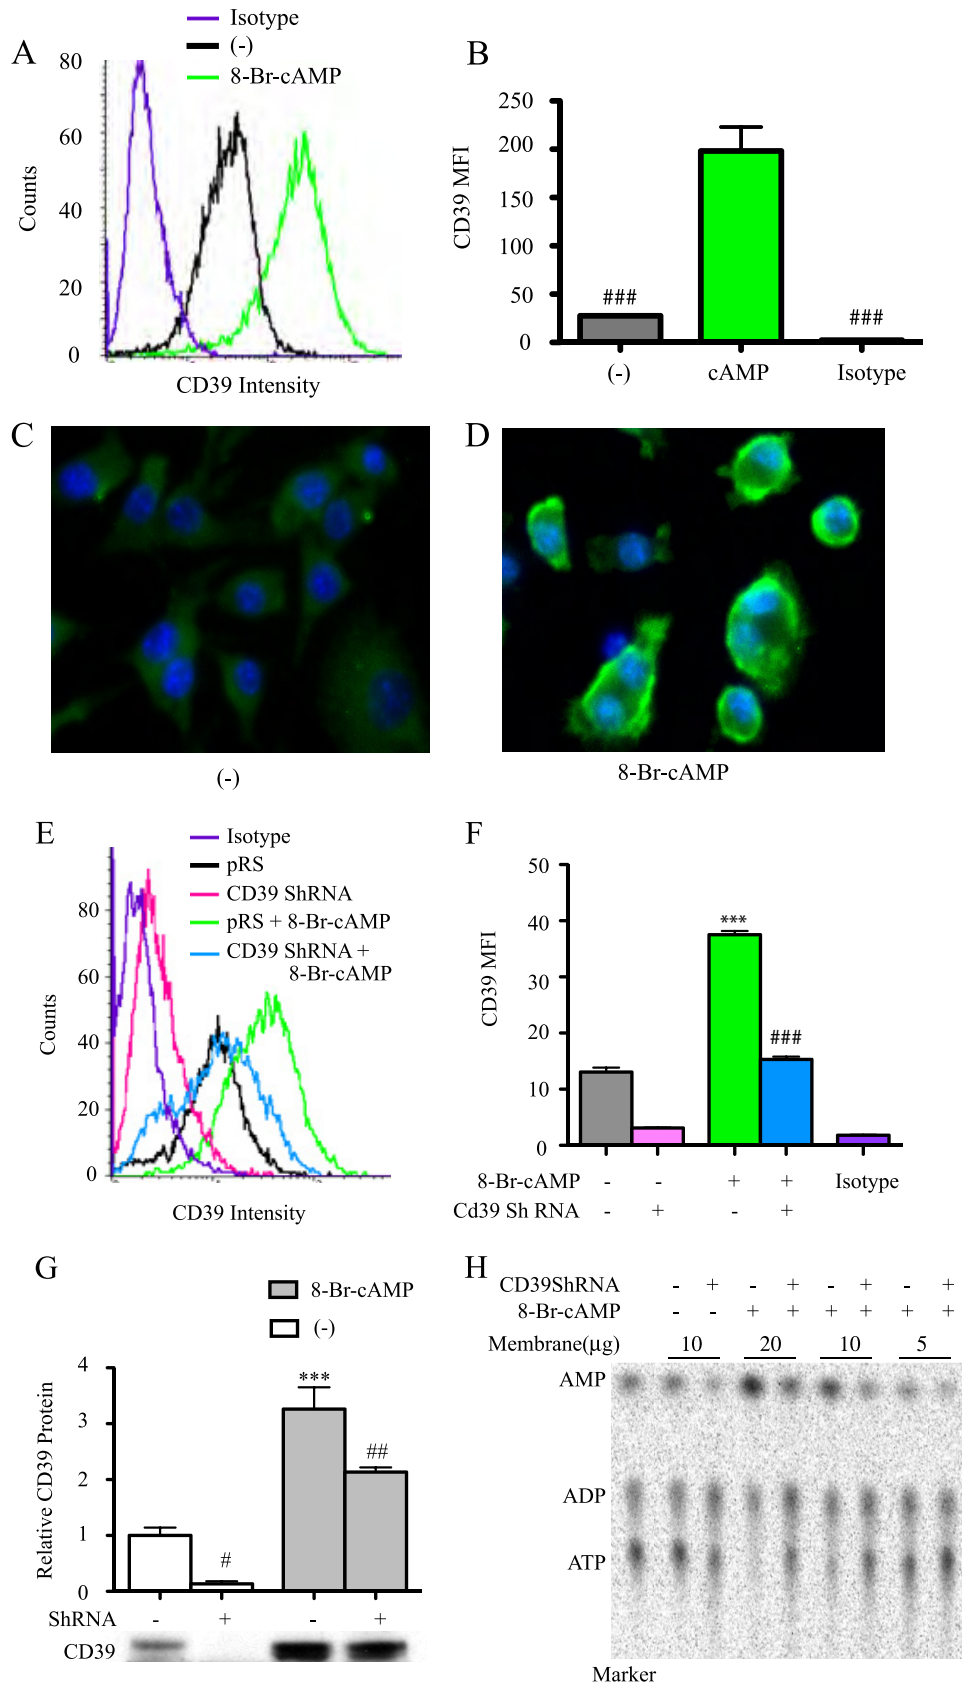 A
Isotype
(-)
8-Br-cAMP
80
60
40
20
0
Counts
CD39 Intensity
B
250
200
150
100
50
0
CD39 MFI
###
###
(-) cAMP Isotype
C
(-)
D
8-Br-cAMP
E
Isotype
pRS
CD39 ShRNA
pRS + 8-Br-cAMP
CD39 ShRNA +
8-Br-cAMP
80
60
40
20
0
Counts
CD39 Intensity
F
50
40
30
20
10
0
CD39 MFI
***
###
8-Br-cAMP - - + + Isotype
Cd39 Sh RNA - + - +
G
8-Br-cAMP
(-)
4
3
2
1
0
Relative CD39 Protein
***
##
#
ShRNA - + - +
CD39
H
CD39ShRNA - + - + - + - +
8-Br-cAMP - - + + + + + +
Membrane(μg) 10 20 10 5
AMP
ADP
ATP
Marker